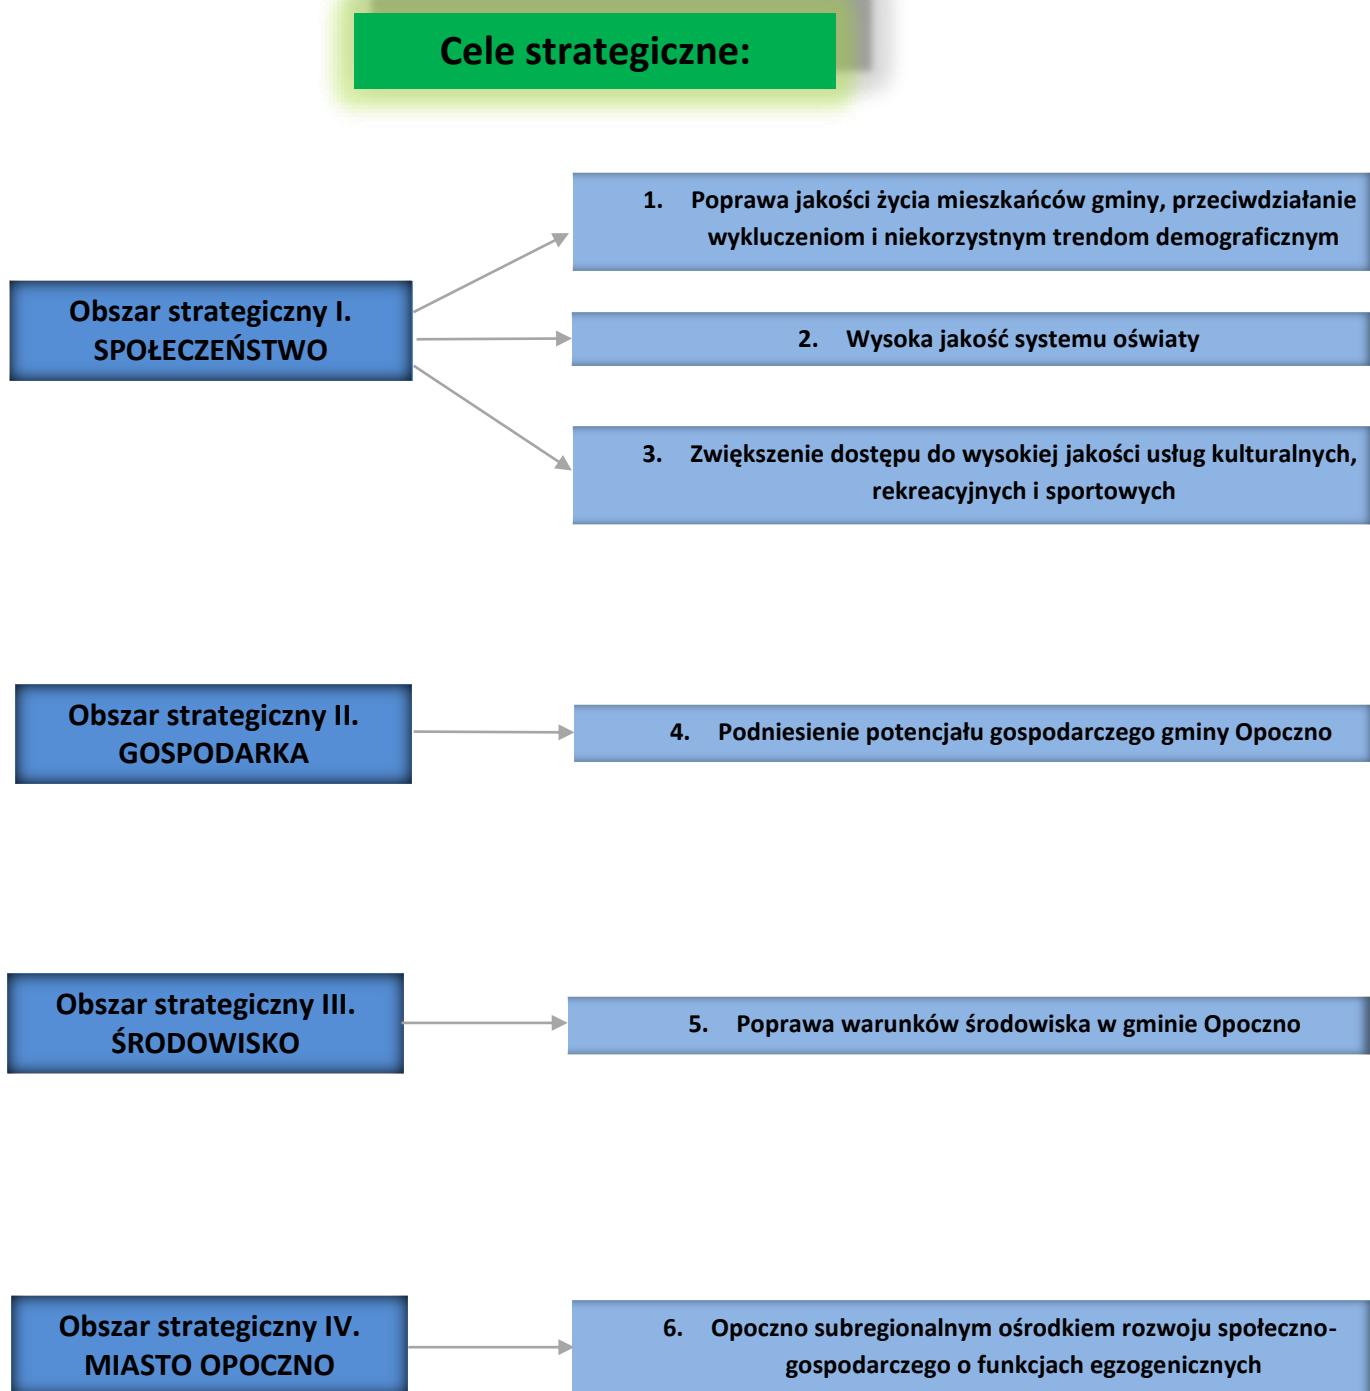 Cele strategiczne:
Obszar strategiczny I.
SPOŁECZEŃSTWO
1. Poprawa jakości życia mieszkańców gminy, przeciwdziałanie
wykluczeniom i niekorzystnym trendom demograficznym
2. Wysoka jakość systemu oświaty
3. Zwiększenie dostępu do wysokiej jakości usług kulturalnych,
rekreacyjnych i sportowych
Obszar strategiczny II.
GOSPODARKA
4. Podniesienie potencjału gospodarczego gminy Opoczno
Obszar strategiczny III.
ŚRODOWISKO
5. Poprawa warunków środowiska w gminie Opoczno
Obszar strategiczny IV.
MIASTO OPOCZNO
6. Opoczno subregionalnym ośrodkiem rozwoju społeczno-
gospodarczego o funkcjach egzogenicznych